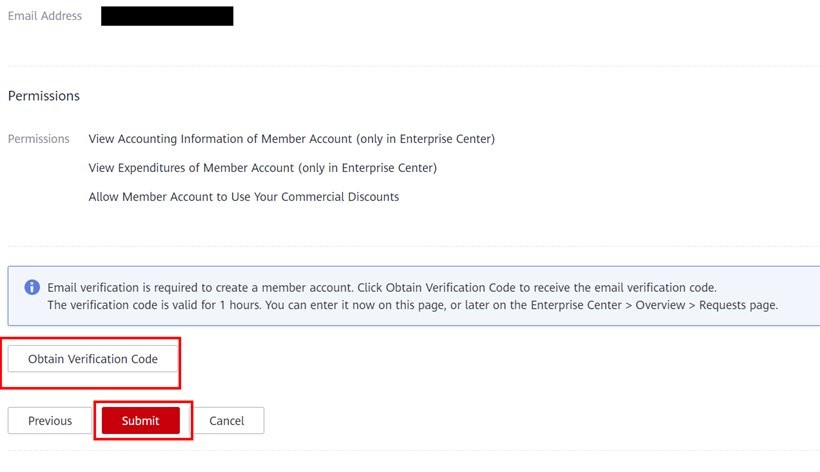 Email Address
Permissions
Permissions View Accounting Information of Member Account (only in Enterprise Center)
View Expenditures of Member Account (only in Enterprise Center)
Allow Member Account to Use Your Commercial Discounts
Email verification is required to create a member account. Click Obtain Verification Code to receive the email verification code.
The verification code is valid for 1 hours. You can enter it now on this page, or later on the Enterprise Center > Overview > Requests page.
Obtain Verification Code
Previous Submit Cancel